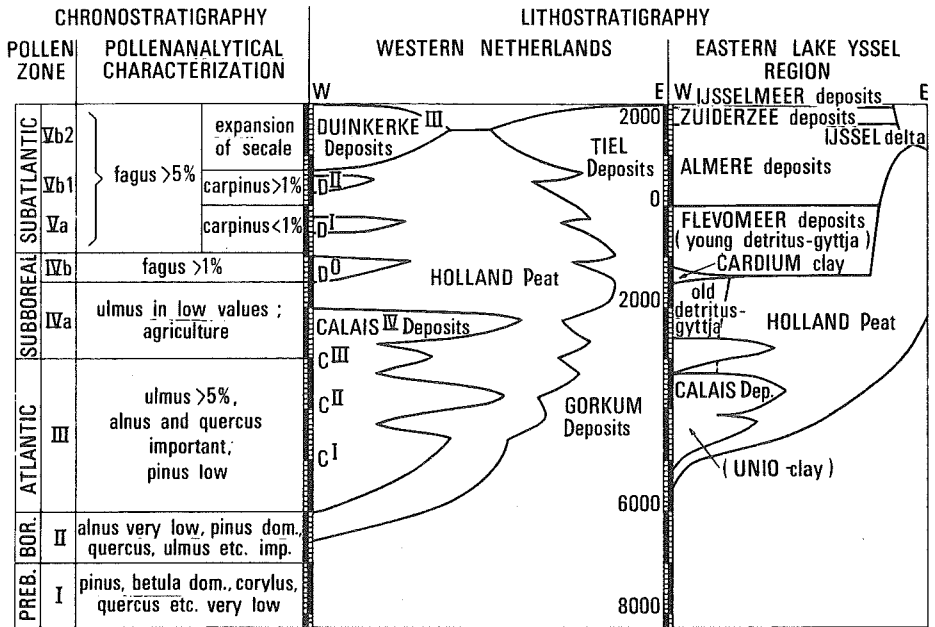 CHRONOSTRATIGRAPHY
LITHOSTRATIGRAPHY
POLLEN
ZONE
POLLENANALYTICAL
CHARACTERIZATION
WESTERN NETHERLANDS
EASTERN LAKE YSSEL
REGION
W
E
W
E
SUBATLANTIC
Vb2
Vb1
Va
fagus >5%
expansion
of secale
carpinus>1%
carpinus<1%
SUBBOREAL
IVb
fagus >1%
IVa
ulmus in low values ;
agriculture
ATLANTIC
III
ulmus >5%,
alnus and quercus
important,
pinus low
BOR.
II
alnus very low, pinus dom.,
quercus, ulmus etc. imp.
PREB.
I
pinus, betula dom., corylus,
quercus etc. very low
DUINKERKE III
Deposits
D II
D I
D O
HOLLAND Peat
CALAIS IV Deposits
C III
C II
C I
TIEL
Deposits
GORKUM
Deposits
2000
0
2000
6000
8000
IJSSELMEER deposits
ZUIDERZEE deposits
IJSSEL delta
ALMERE deposits
FLEVOMEER deposits
( young detritus-gyttja )
CARDIUM clay
old
detritus-
gyttja
HOLLAND Peat
CALAIS Dep.
( UNIO-clay )